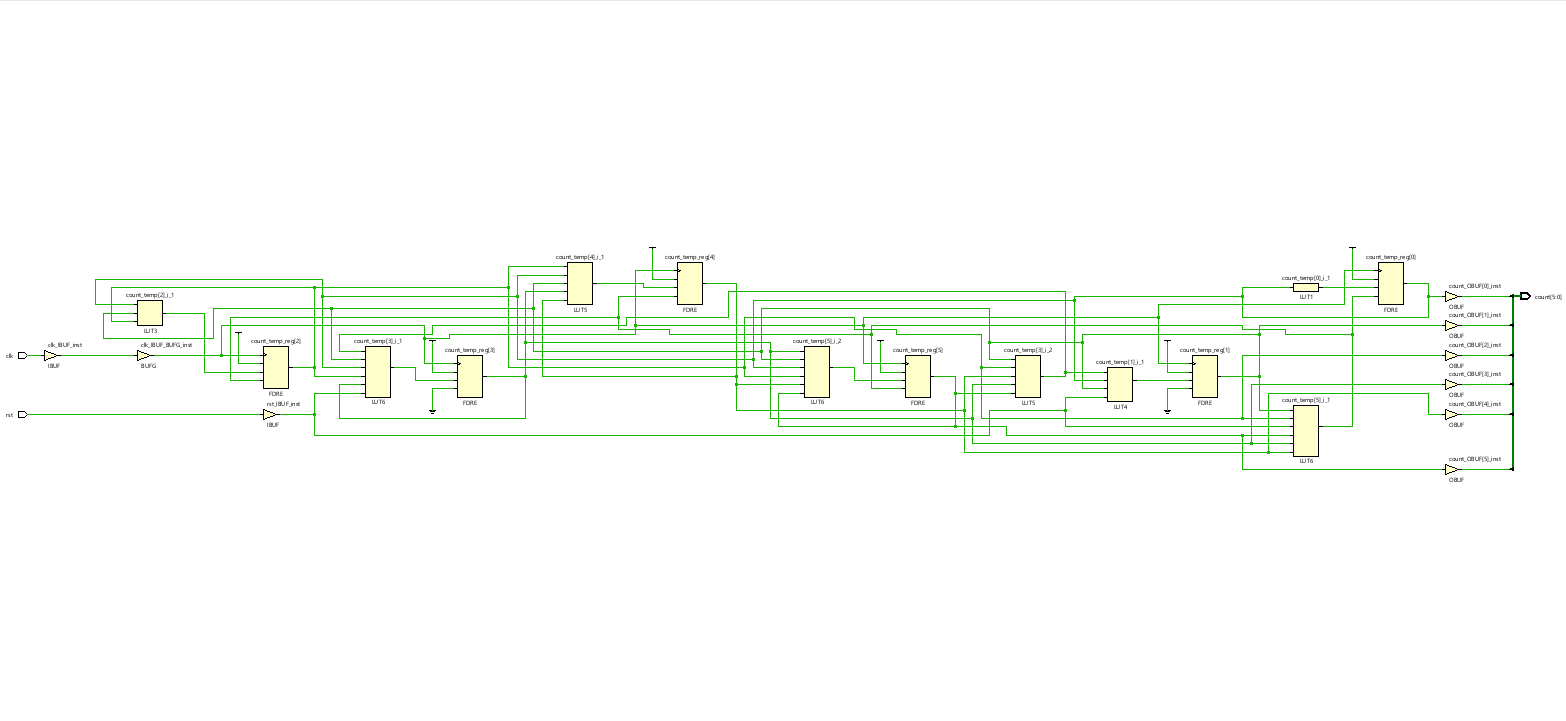 count_temp[4]_i_1
LUT5
count_temp_reg[4]
FDRE
count_temp_reg[0]
FDRE
count_temp[0]_i_1
LUT1
count_OBUF[0]_inst
OBUF
count[5:0]
count_temp[2]_i_1
LUT3
count_OBUF[1]_inst
OBUF
clk
clk_IBUF_inst
IBUF
clk_IBUF_BUFG_inst
BUFG
count_temp_reg[2]
FDRE
count_temp[3]_i_1
LUT6
count_temp_reg[3]
FDRE
count_temp[5]_i_2
LUT6
count_temp_reg[5]
FDRE
count_temp[3]_i_2
LUT5
count_temp[1]_i_1
LUT4
count_temp_reg[1]
FDRE
count_OBUF[2]_inst
OBUF
count_OBUF[3]_inst
OBUF
rst
rst_IBUF_inst
IBUF
count_temp[5]_i_1
LUT6
count_OBUF[4]_inst
OBUF
count_OBUF[5]_inst
OBUF